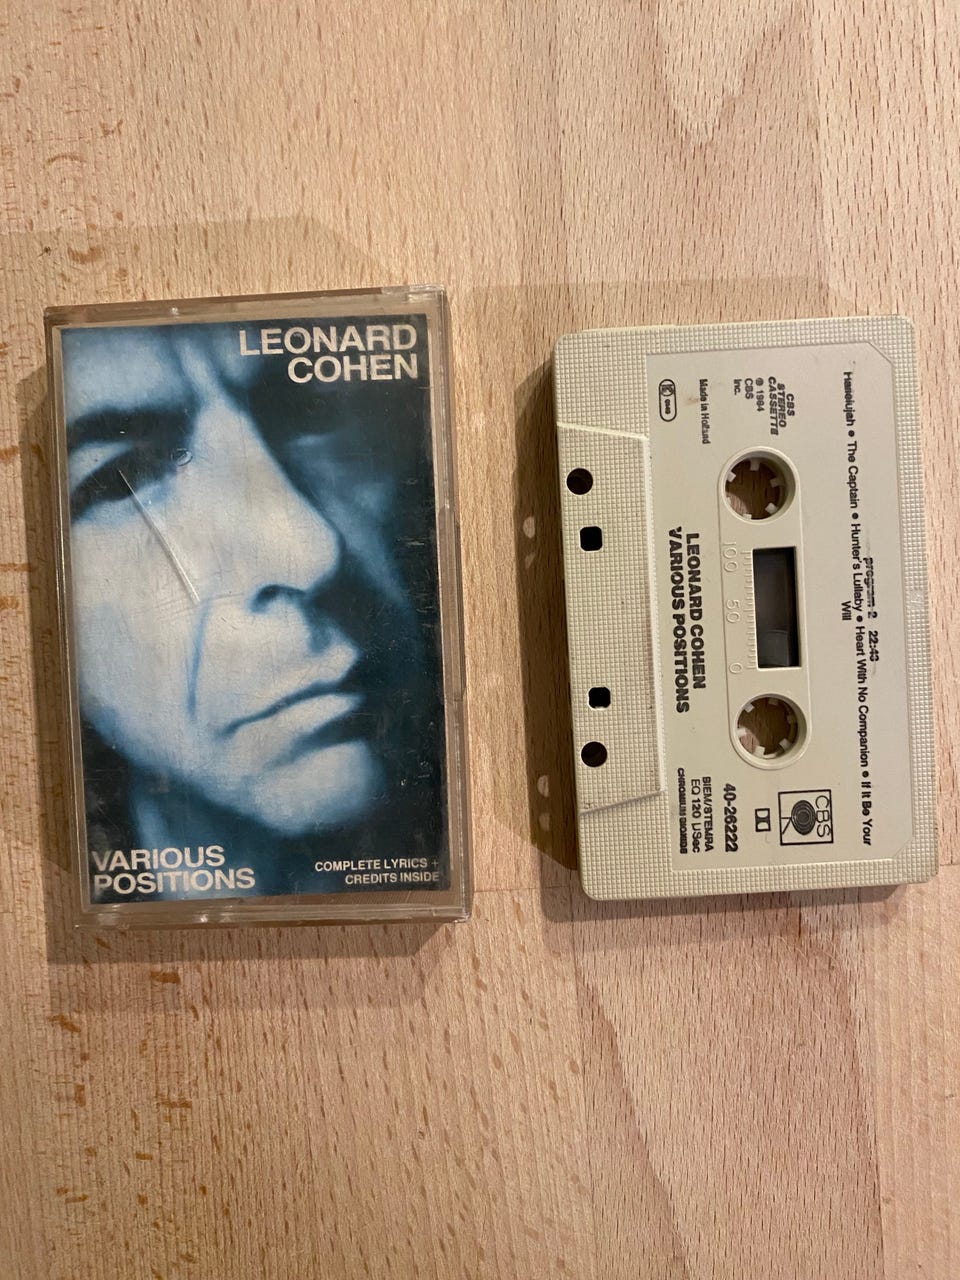 LEONARD
COHEN
VARIOUS
POSITIONS
COMPLETE LYRICS +
CREDITS INSIDE
program 2 22:43
Hallelujah • The Captain • Hunter's Lullaby • Heart With No Companion • If It Be Your
Will
CBS
STEREO
CASSETTE
℗ 1984
CBS
Inc.
Made in Holland
100 50 0
CBS
LEONARD COHEN
VARIOUS POSITIONS
40-26222
BIEM/STEMRA
EQ 120 µSec
CHROMIUM DIOXIDE